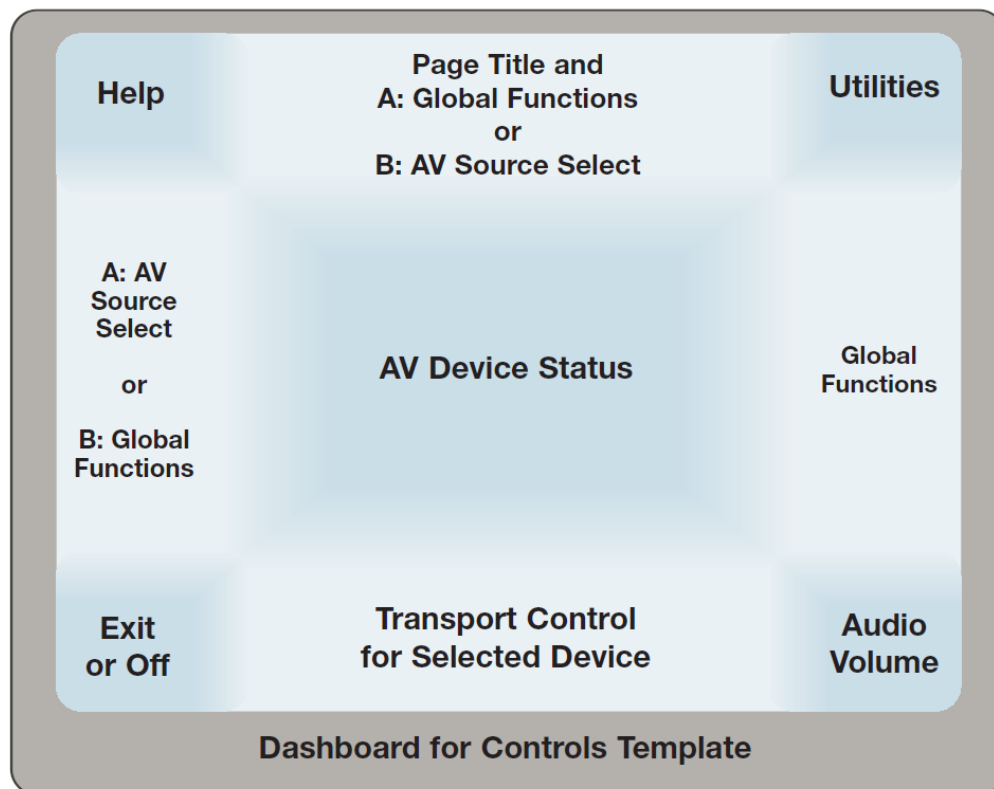 Help
Page Title and
A: Global Functions
or
B: AV Source Select
Utilities
A: AV
Source
Select
or
B: Global
Functions
AV Device Status
Global
Functions
Exit
or Off
Transport Control
for Selected Device
Audio
Volume
Dashboard for Controls Template